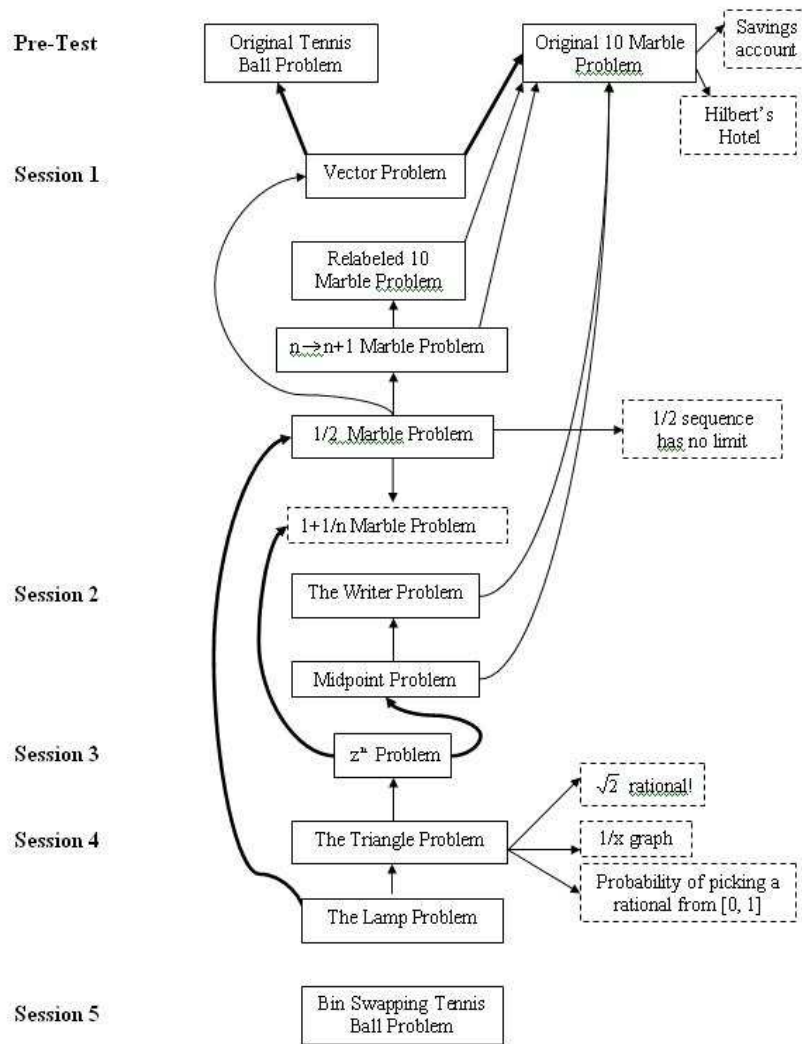 Pre-Test
Original Tennis
Ball Problem
Original 10 Marble
Problem
Savings
account
Hilbert's
Hotel
Session 1
Vector Problem
Relabeled 10
Marble Problem
n→n+1 Marble Problem
1/2 Marble Problem
1/2 sequence
has no limit
1+1/n Marble Problem
Session 2
The Writer Problem
Midpoint Problem
Session 3
zⁿ Problem
√2 rational!
Session 4
The Triangle Problem
1/x graph
Probability of picking a
rational from [0, 1]
The Lamp Problem
Session 5
Bin Swapping Tennis
Ball Problem